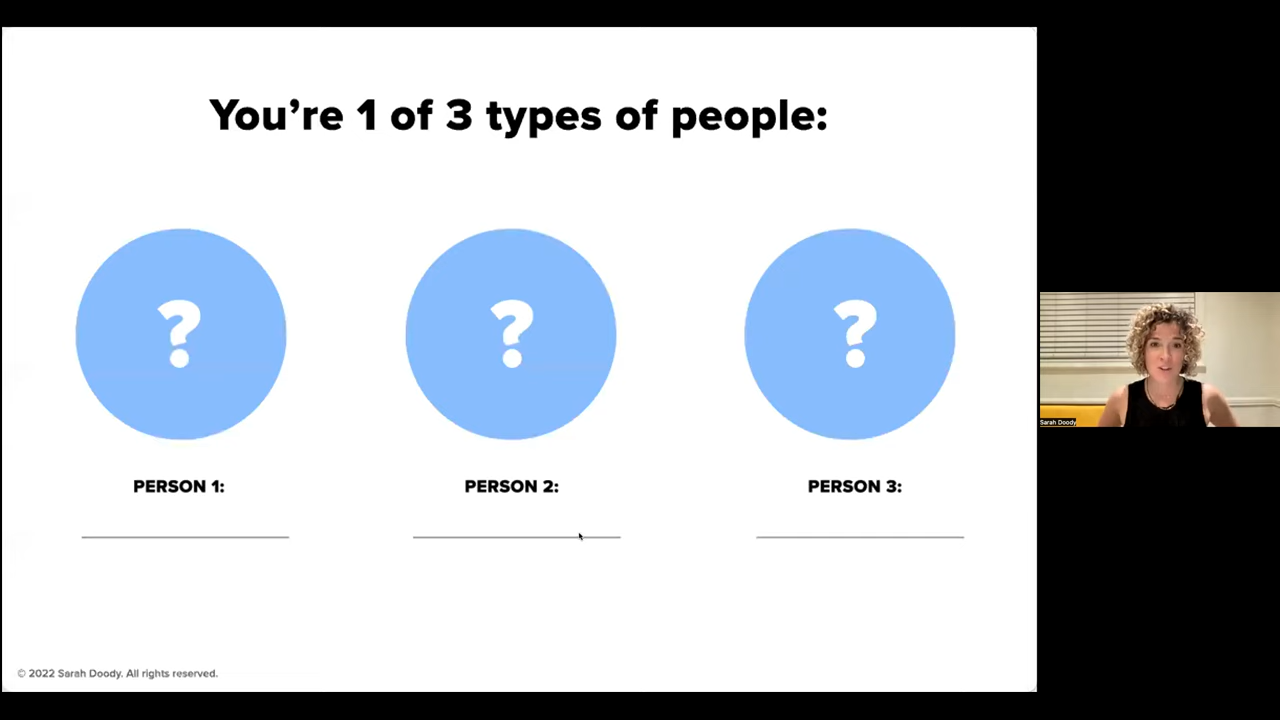 You’re 1 of 3 types of people:
? ? ?
PERSON 1: PERSON 2: PERSON 3:
Sarah Doody
© 2022 Sarah Doody. All rights reserved.